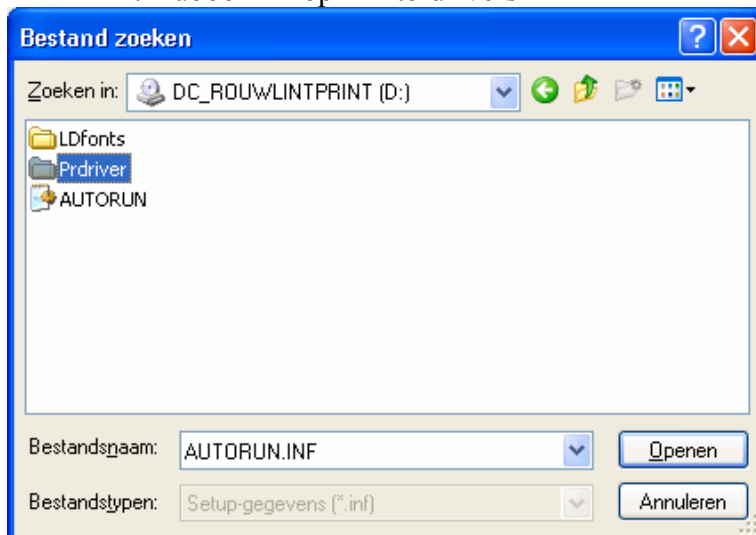 Bestand zoeken
Zoeken in: DC_ROUWLINTPRINT (D:)
LDfonts
Prdriver
AUTORUN
Bestandsnaam: AUTORUN.INF Openen
Bestandstypen: Setup-gegevens (*.inf) Annuleren